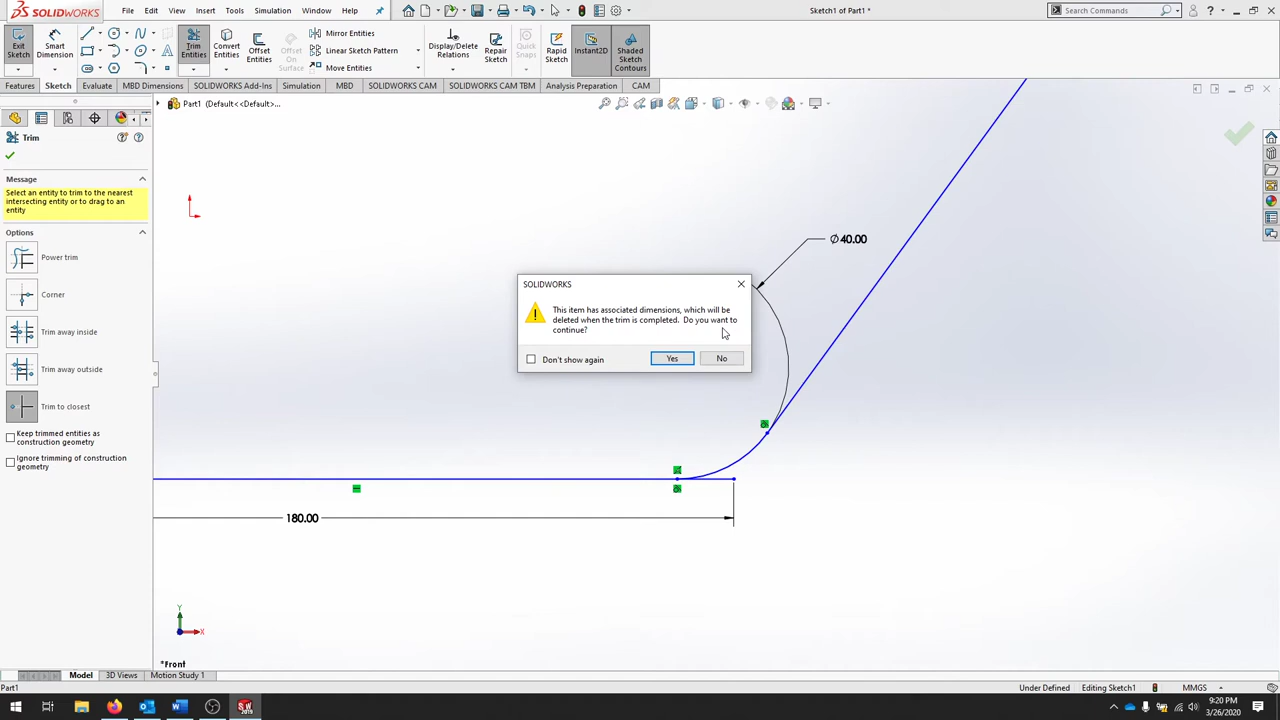 SOLIDWORKS
File Edit View Insert Tools Simulation Window Help
Sketch1 of Part1 *
Search Commands
Exit Sketch
Smart Dimension
Trim Entities
Convert Entities
Offset Entities
Offset On Surface
Mirror Entities
Linear Sketch Pattern
Move Entities
Display/Delete Relations
Repair Sketch
Quick Snaps
Rapid Sketch
Instant2D
Shaded Sketch Contours
Features Sketch Evaluate MBD Dimensions SOLIDWORKS Add-Ins Simulation MBD SOLIDWORKS CAM SOLIDWORKS CAM TBM Analysis Preparation CAM
Part1 (Default<<Default>...
Trim
Message
Select an entity to trim to the nearest
intersecting entity or to drag to an
entity
Options
Power trim
Corner
Trim away inside
Trim away outside
Trim to closest
Keep trimmed entities as
construction geometry
Ignore trimming of construction
geometry
Ø40.00
SOLIDWORKS
This item has associated dimensions, which will be
deleted when the trim is completed. Do you want to
continue?
Don't show again
Yes No
180.00
Y
X
*Front
Model 3D Views Motion Study 1
Part1
Under Defined Editing Sketch1 MMGS
9:20 PM
3/26/2020